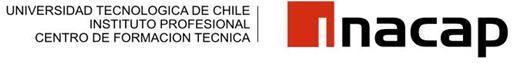 UNIVERSIDAD TECNOLOGICA DE CHILE
INSTITUTO PROFESIONAL
CENTRO DE FORMACION TECNICA
inacap